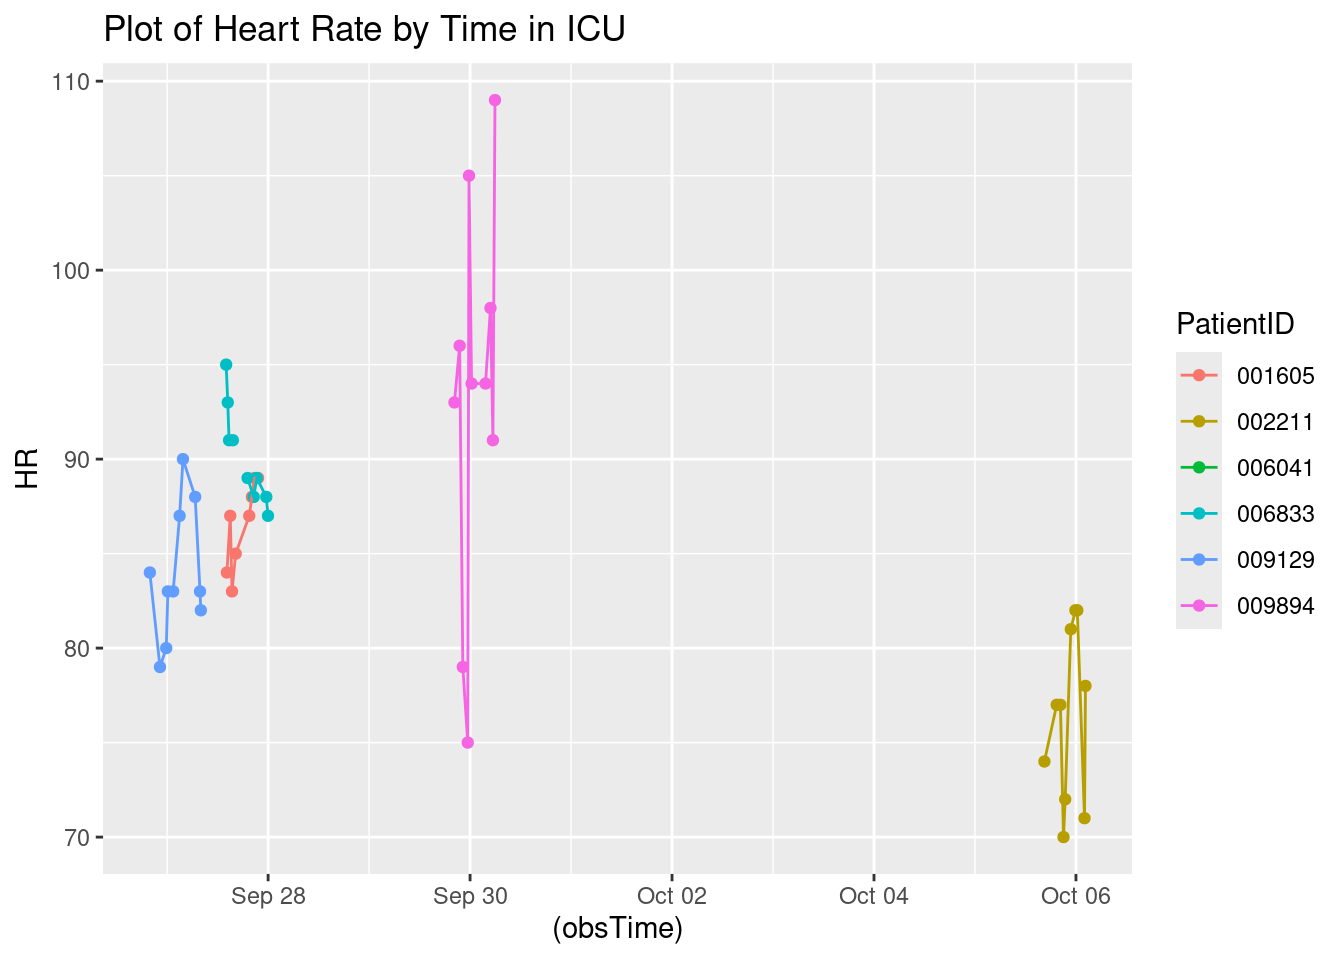 Plot of Heart Rate by Time in ICU
110
100
90
80
70
HR
Sep 28
Sep 30
Oct 02
Oct 04
Oct 06
(obsTime)
PatientID
001605
002211
006041
006833
009129
009894